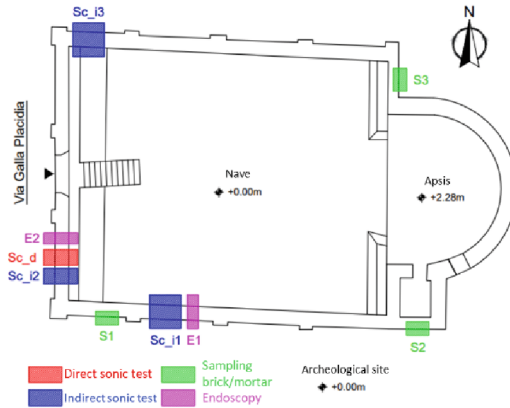 Sc_i3
N
S3
Via Galla Placidia
Nave
+0.00m
Apsis
+2.28m
E2
Sc_d
Sc_i2
S1
Sc_i1
E1
S2
Direct sonic test
Sampling
brick/mortar
Archeological site
Indirect sonic test
Endoscopy
+0.00m